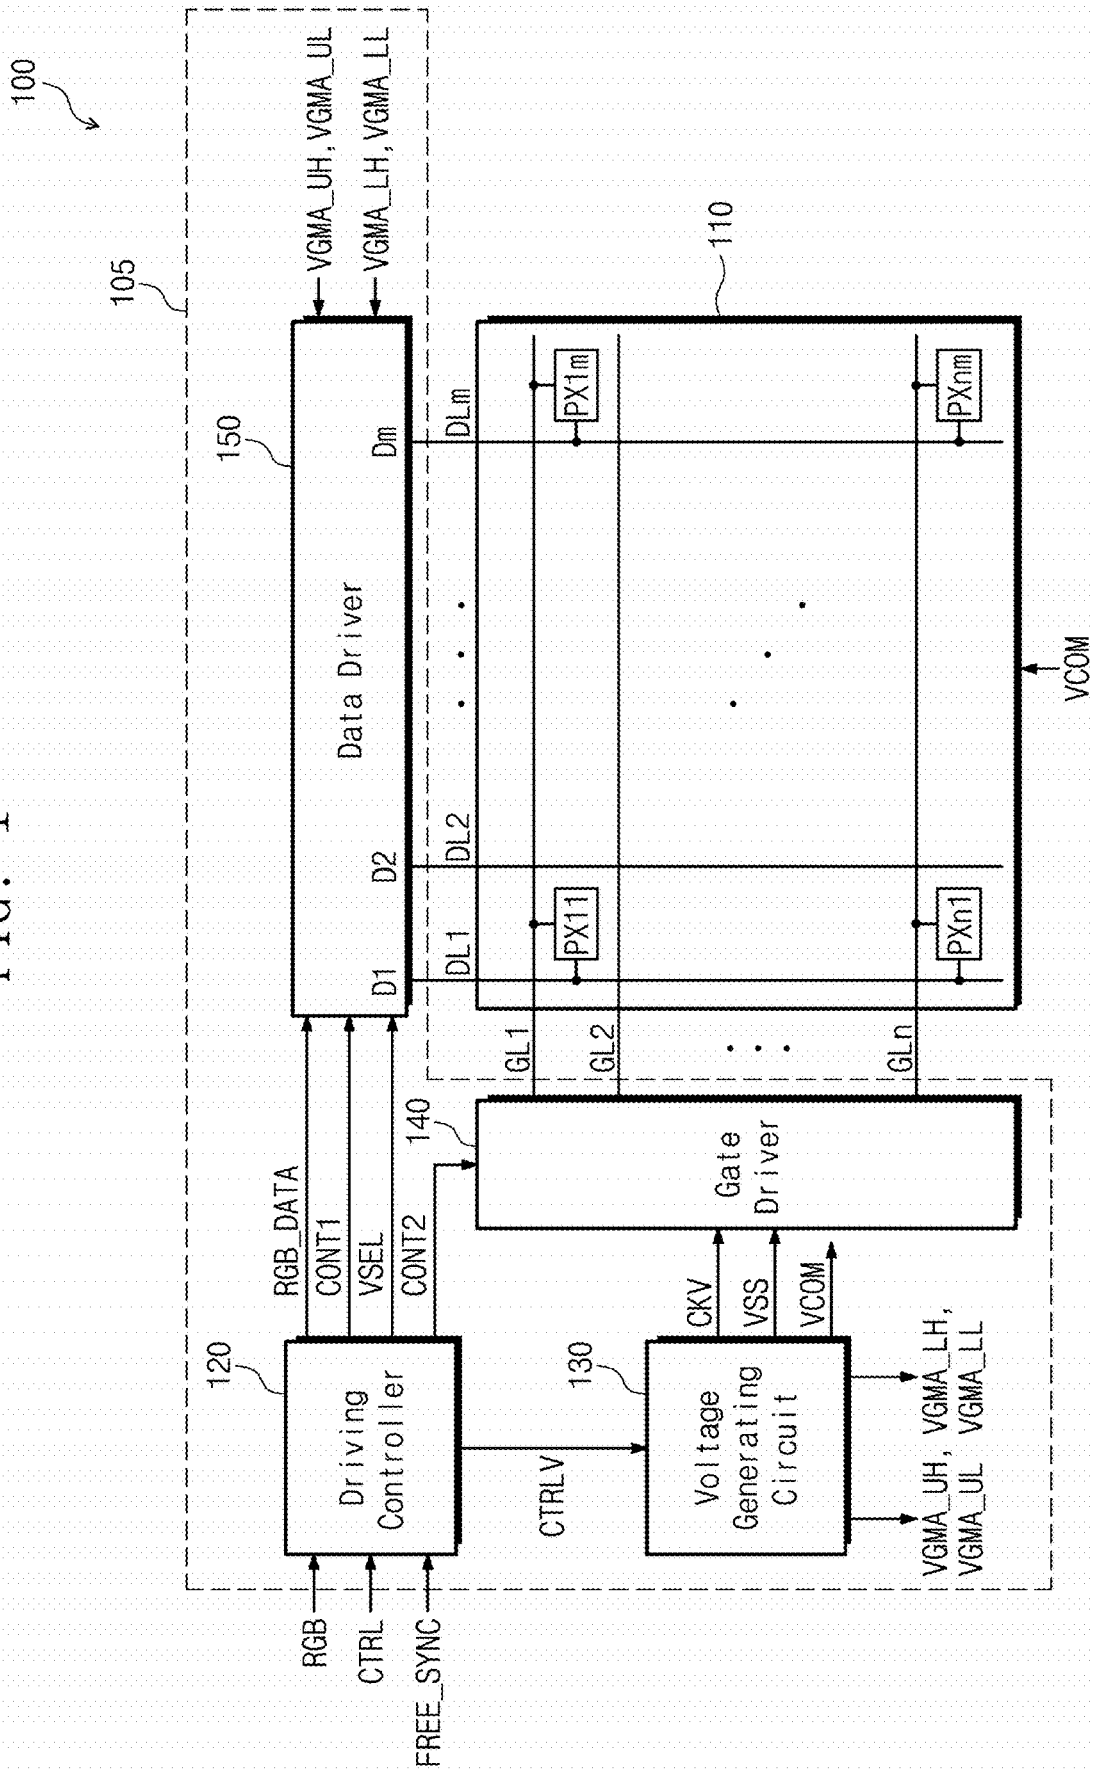 FIG. 1
100
105
150
VGMA_UH, VGMA_UL
VGMA_LH, VGMA_LL
Data Driver
D1
D2
Dm
RGB_DATA
CONT1
VSEL
CONT2
120
Driving
Controller
RGB
CTRL
FREE_SYNC
DL1
DL2
DLm
110
140
GL1
GL2
GLn
PX11
PX1m
PXn1
PXnm
Gate
Driver
CTRLV
130
Voltage
Generating
Circuit
CKV
VSS
VCOM
VCOM
VGMA_UH, VGMA_LH,
VGMA_UL VGMA_LL